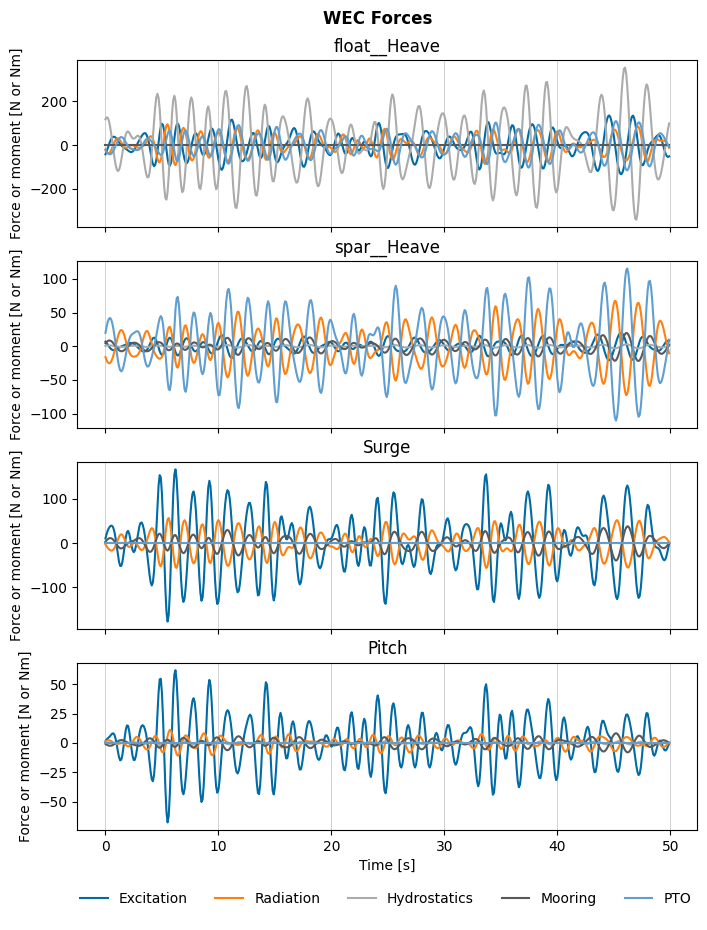 WEC Forces
float__Heave
Force or moment [N or Nm]
200
0
−200
spar__Heave
Force or moment [N or Nm]
100
50
0
−50
−100
Surge
Force or moment [N or Nm]
100
0
−100
Pitch
Force or moment [N or Nm]
50
25
0
−25
−50
0 10 20 30 40 50
Time [s]
Excitation Radiation Hydrostatics Mooring PTO